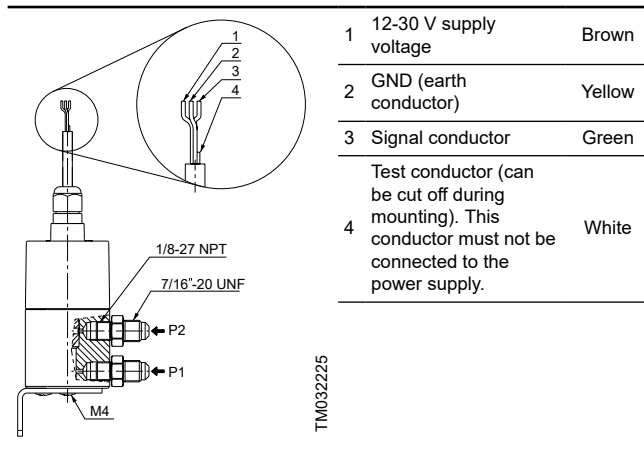 1
2
3
4
1/8-27 NPT
7/16"-20 UNF
P2
P1
M4
TM032225
1 12-30 V supply voltage Brown
2 GND (earth conductor) Yellow
3 Signal conductor Green
4 Test conductor (can be cut off during mounting). This conductor must not be connected to the power supply. White